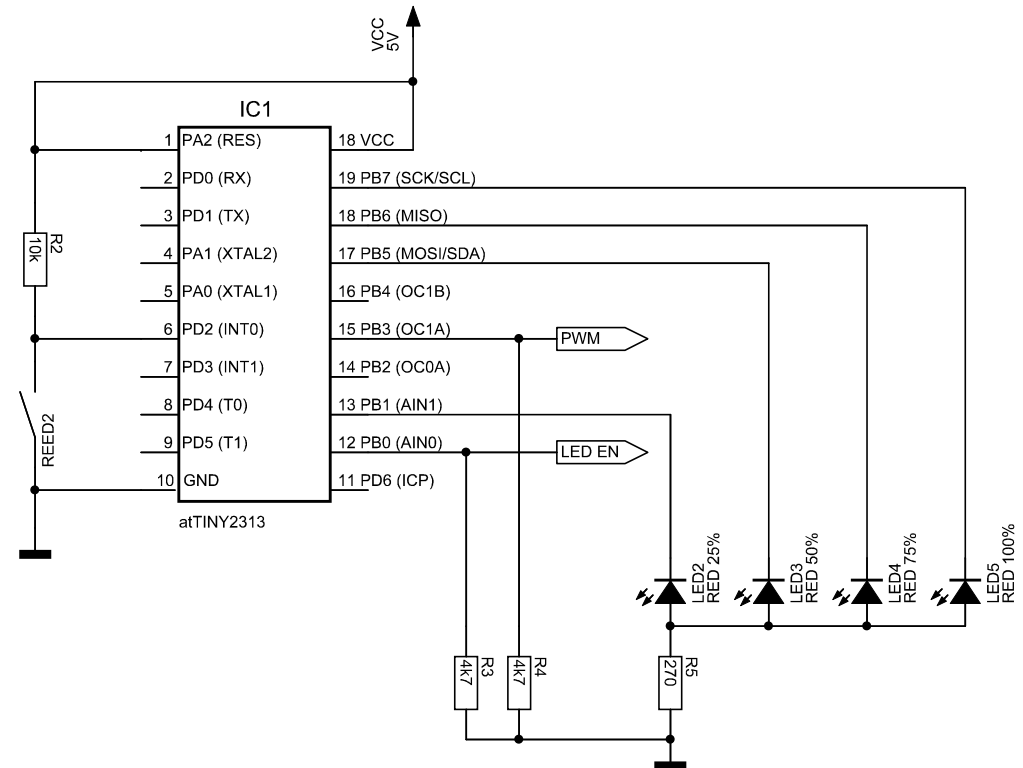 VCC
5V
IC1
1 PA2 (RES)
2 PD0 (RX)
3 PD1 (TX)
4 PA1 (XTAL2)
5 PA0 (XTAL1)
6 PD2 (INT0)
7 PD3 (INT1)
8 PD4 (T0)
9 PD5 (T1)
10 GND
18 VCC
19 PB7 (SCK/SCL)
18 PB6 (MISO)
17 PB5 (MOSI/SDA)
16 PB4 (OC1B)
15 PB3 (OC1A)
14 PB2 (OC0A)
13 PB1 (AIN1)
12 PB0 (AIN0)
11 PD6 (ICP)
atTINY2313
R2
10k
REED2
PWM
LED EN
LED2
RED 25%
LED3
RED 50%
LED4
RED 75%
LED5
RED 100%
R3
4k7
R4
4k7
R5
270